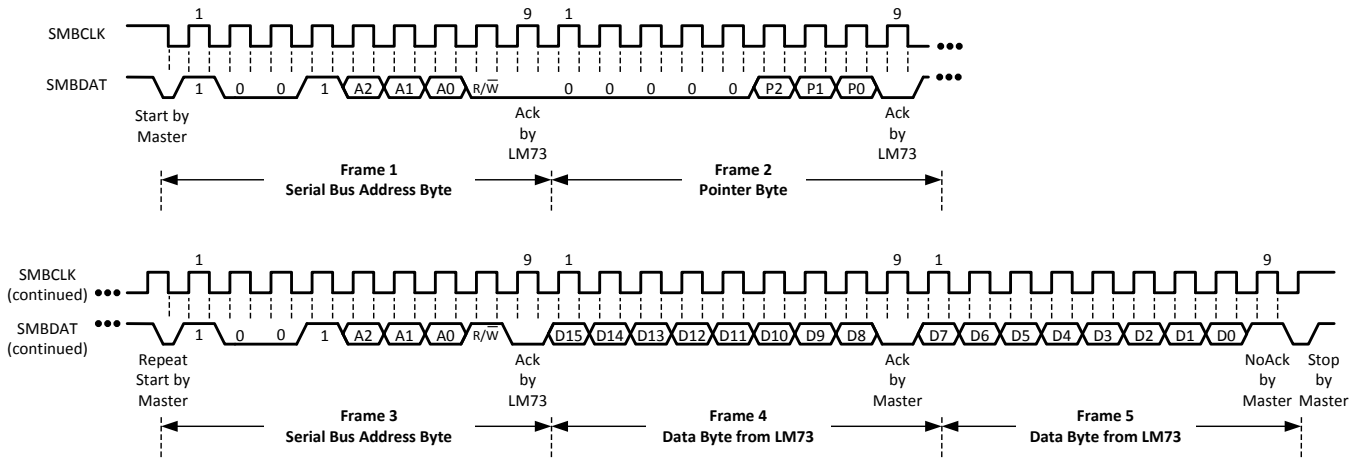 1 9 1 9
SMBCLK
SMBDAT
1 0 0 1 A2 A1 A0 R/W̅ 0 0 0 0 0 P2 P1 P0
Start by
Master
Ack
by
LM73
Ack
by
LM73
Frame 1
Serial Bus Address Byte
Frame 2
Pointer Byte
1 9 1 9 1 9
SMBCLK
(continued)
SMBDAT
(continued)
1 0 0 1 A2 A1 A0 R/W̅ D15 D14 D13 D12 D11 D10 D9 D8 D7 D6 D5 D4 D3 D2 D1 D0
Repeat
Start by
Master
Ack
by
LM73
Ack
by
Master
NoAck
by
Master
Stop
by
Master
Frame 3
Serial Bus Address Byte
Frame 4
Data Byte from LM73
Frame 5
Data Byte from LM73